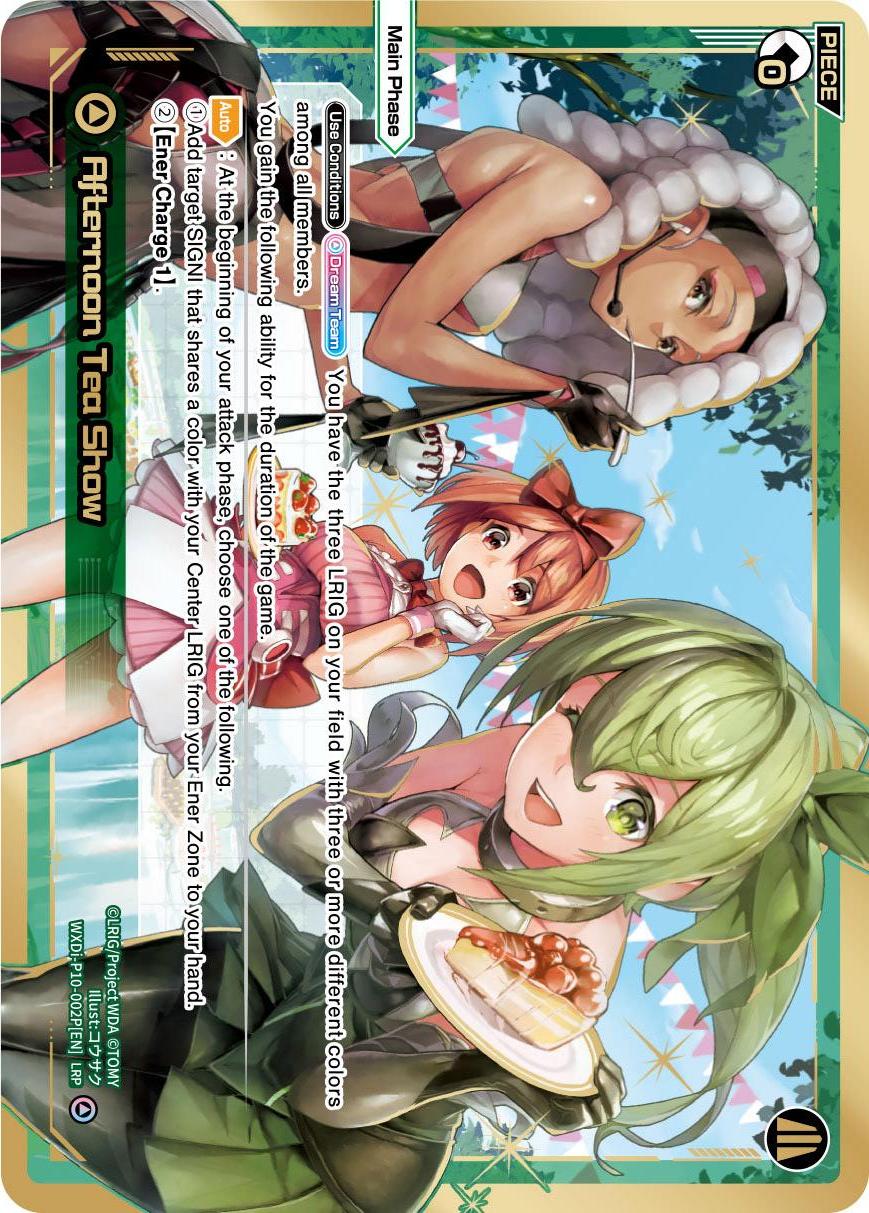 PIECE
0
Main Phase
Use Conditions Dream Team You have the three LRIG on your field with three or more different colors
among all members.
You gain the following ability for the duration of the game.
Auto : At the beginning of your attack phase, choose one of the following.
①Add target SIGNI that shares a color with your Center LRIG from your Ener Zone to your hand.
②【Ener Charge 1】.
Afternoon Tea Show
©LRIG/Project WDA ©TOMY
Illust:コウサク
WXDi-P10-002P[EN] LRP